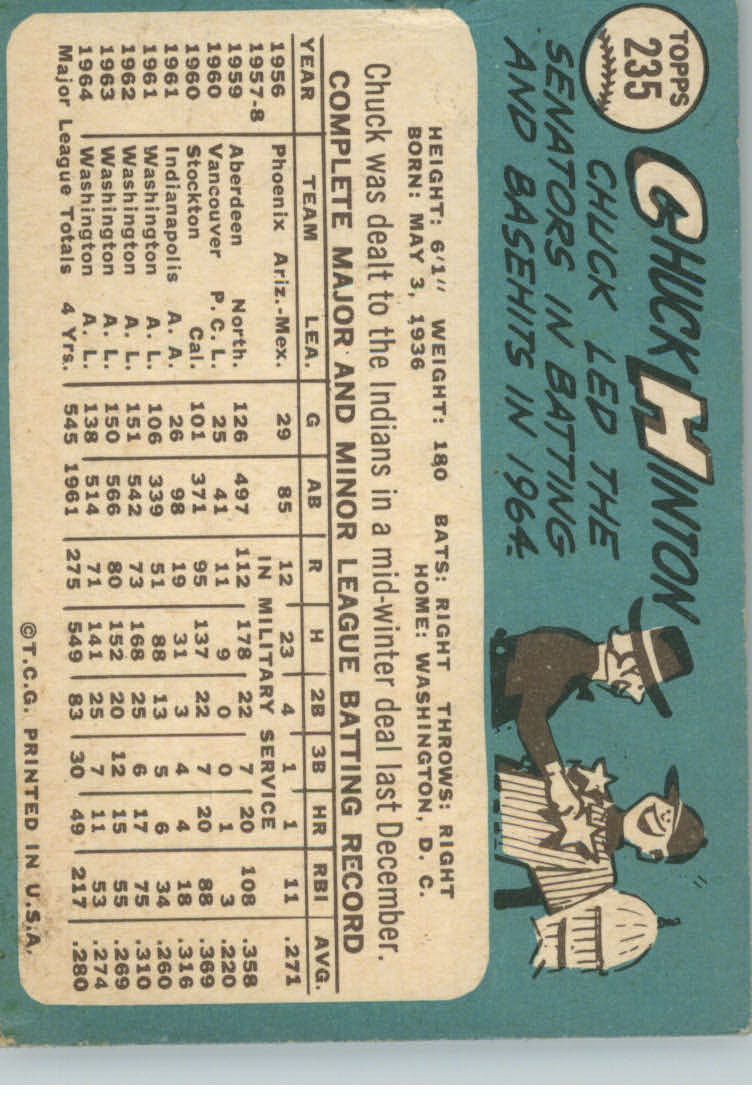 TOPPS
235
CHUCK HINTON
CHUCK LED THE
SENATORS IN BATTING
AND BASEHITS IN 1964.
HEIGHT: 6'1" WEIGHT: 180 BATS: RIGHT THROWS: RIGHT
BORN: MAY 3, 1936 HOME: WASHINGTON, D. C.
Chuck was dealt to the Indians in a mid-winter deal last December.
COMPLETE MAJOR AND MINOR LEAGUE BATTING RECORD
YEAR TEAM LEA. G AB R H 2B 3B HR RBI AVG.
1956 Phoenix Ariz.-Mex. 29 85 12 23 4 1 1 11 .271
1957-8 IN MILITARY SERVICE
1959 Aberdeen North. 126 497 112 178 22 7 20 108 .358
1960 Vancouver P. C. L. 25 41 11 9 0 0 1 3 .220
1960 Stockton Cal. 101 371 95 137 22 7 20 88 .369
1961 Indianapolis A. A. 26 98 19 31 3 4 4 18 .316
1961 Washington A. L. 106 339 51 88 13 5 6 34 .260
1962 Washington A. L. 151 542 73 168 25 6 17 75 .310
1963 Washington A. L. 150 566 80 152 20 12 15 55 .269
1964 Washington A. L. 138 514 71 141 25 7 11 53 .274
Major League Totals 4 Yrs. 545 1961 275 549 83 30 49 217 .280
©T.C.G. PRINTED IN U.S.A.